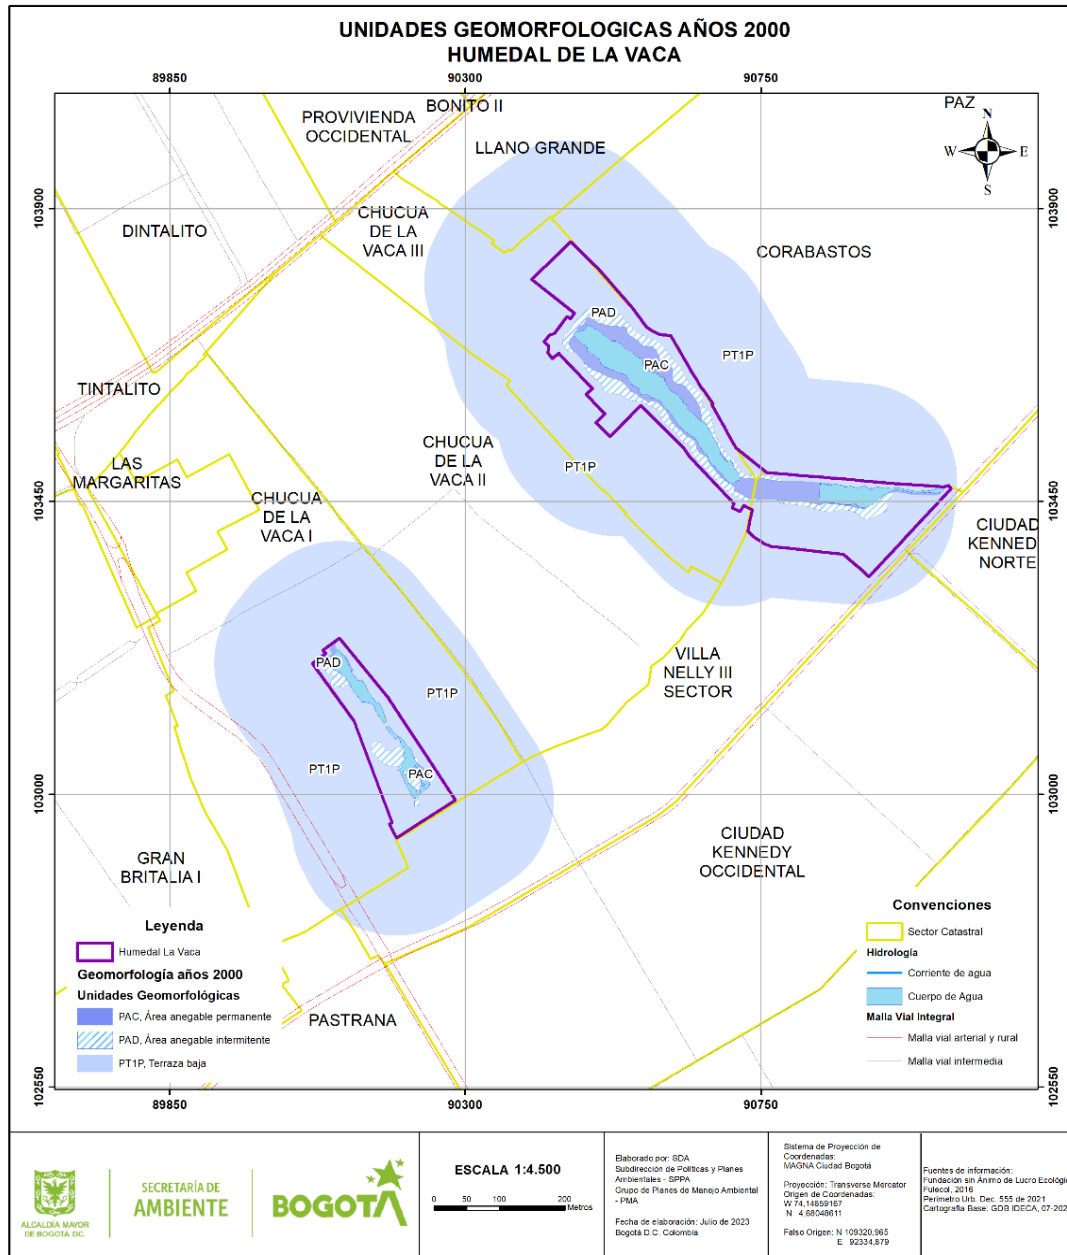 UNIDADES GEOMORFOLOGICAS AÑOS 2000
HUMEDAL DE LA VACA
89850
90300
90750
103900
103450
103000
102550
103900
103450
103000
102550
PAZ
N
W
E
S
BONITO II
PROVIVIENDA
OCCIDENTAL
LLANO GRANDE
DINTALITO
CHUCUA
DE LA
VACA III
CORABASTOS
PAD
PAC
PT1P
TINTALITO
LAS
MARGARITAS
CHUCUA
DE LA
VACA II
PT1P
CHUCUA
DE LA
VACA I
CIUDAD
KENNED
NORTE
VILLA
NELLY III
SECTOR
PAD
PT1P
PT1P
PAC
GRAN
BRITALIA I
CIUDAD
KENNEDY
OCCIDENTAL
PASTRANA
Leyenda
Humedal La Vaca
Geomorfología años 2000
Unidades Geomorfológicas
PAC, Área anegable permanente
PAD, Área anegable intermitente
PT1P, Terraza baja
Convenciones
Sector Catastral
Hidrología
Corriente de agua
Cuerpo de Agua
Malla Vial Integral
Malla vial arterial y rural
Malla vial intermedia
89850
90300
90750
ALCALDÍA MAYOR
DE BOGOTÁ D.C.
SECRETARÍA DE
AMBIENTE
BOGOTÁ
ESCALA 1:4.500
0 50 100 200
Metros
Elaborado por: SDA
Subdirección de Políticas y Planes
Ambientales - SPPA
Grupo de Planes de Manejo Ambiental
- PMA
Fecha de elaboración: Julio de 2023
Bogotá D.C. Colombia
Sistema de Proyección de
Coordenadas:
MAGNA Ciudad Bogotá
Proyección: Transverse Mercator
Origen de Coordenadas:
W 74,14659167
N 4,68048611
Falso Origen: N 109320,965
E 92334,879
Fuentes de información:
Fundación sin Ánimo de Lucro Ecológic
Fulecol, 2016
Perímetro Urb. Dec. 555 de 2021
Cartografía Base: GDB IDECA, 07-202